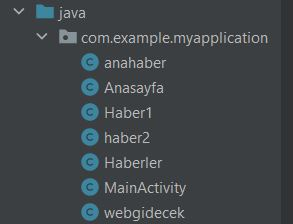 java
com.example.myapplication
anahaber
Anasayfa
Haber1
haber2
Haberler
MainActivity
webgidecek